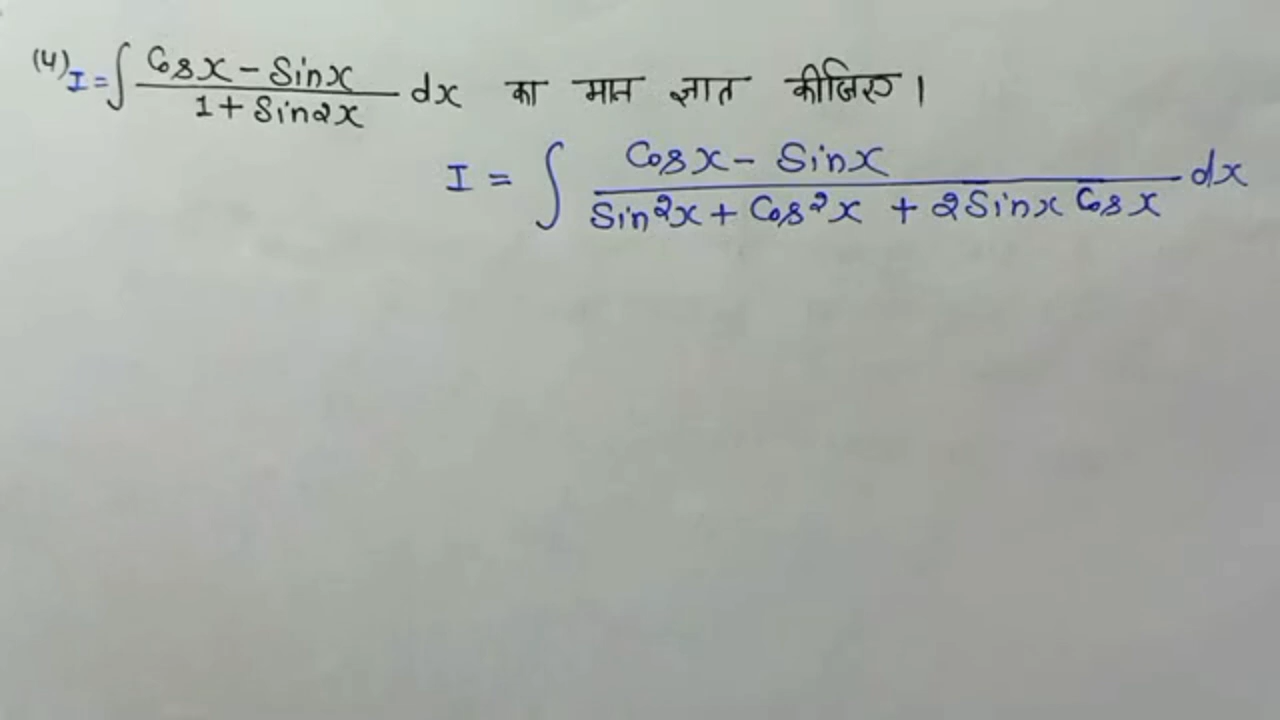 (4) I = ∫ (Cos x - Sin x)/(1 + Sin2x) dx का मान ज्ञात कीजिए।
I = ∫ (Cos x - Sin x)/(Sin²x + Cos²x + 2Sin x Cos x) dx